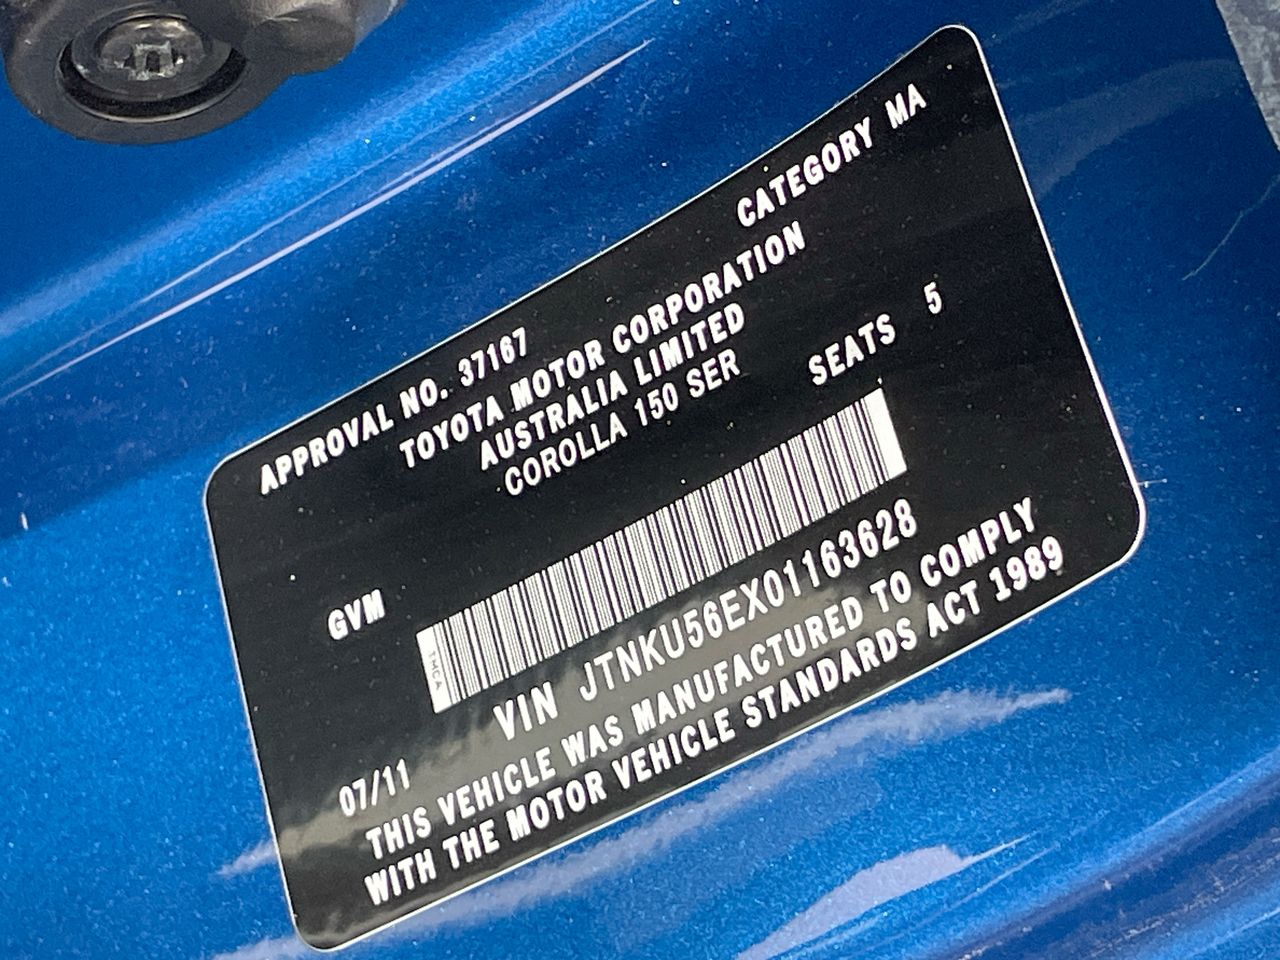 APPROVAL NO. 37167 CATEGORY MA
TOYOTA MOTOR CORPORATION
AUSTRALIA LIMITED
COROLLA 150 SER
GVM SEATS 5
TMCA
VIN JTNKU56EX01163628
07/11
THIS VEHICLE WAS MANUFACTURED TO COMPLY
WITH THE MOTOR VEHICLE STANDARDS ACT 1989